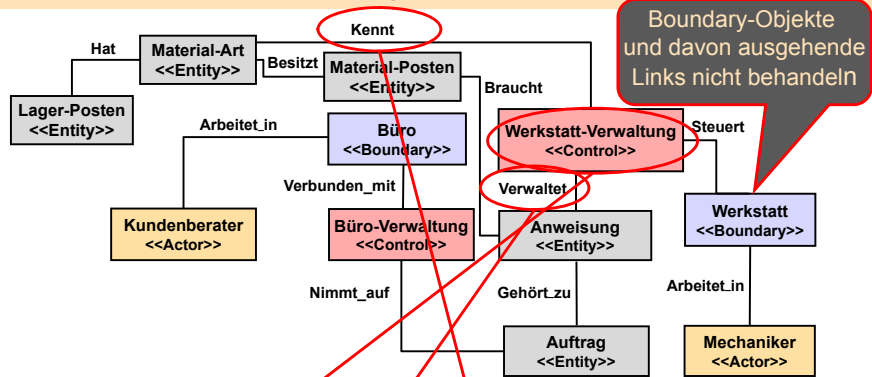 Kennt
Boundary-Objekte
und davon ausgehende
Links nicht behandeln
Hat
Material-Art
<<Entity>>
Besitzt
Material-Posten
<<Entity>>
Braucht
Lager-Posten
<<Entity>>
Arbeitet_in
Büro
<<Boundary>>
Werkstatt-Verwaltung
<<Control>>
Steuert
Verbunden_mit
Verwaltet
Kundenberater
<<Actor>>
Büro-Verwaltung
<<Control>>
Anweisung
<<Entity>>
Werkstatt
<<Boundary>>
Nimmt_auf
Gehört_zu
Arbeitet_in
Auftrag
<<Entity>>
Mechaniker
<<Actor>>